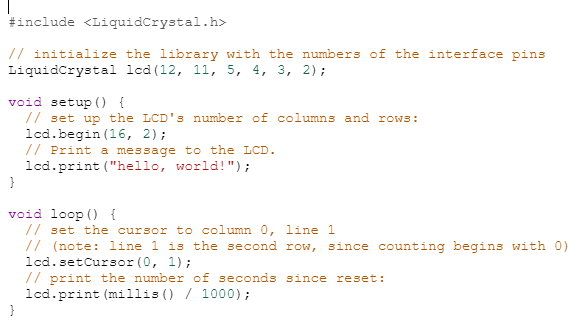 #include <LiquidCrystal.h>
// initialize the library with the numbers of the interface pins
LiquidCrystal lcd(12, 11, 5, 4, 3, 2);
void setup() {
// set up the LCD's number of columns and rows:
lcd.begin(16, 2);
// Print a message to the LCD.
lcd.print("hello, world!");
}
void loop() {
// set the cursor to column 0, line 1
// (note: line 1 is the second row, since counting begins with 0)
lcd.setCursor(0, 1);
// print the number of seconds since reset:
lcd.print(millis() / 1000);
}